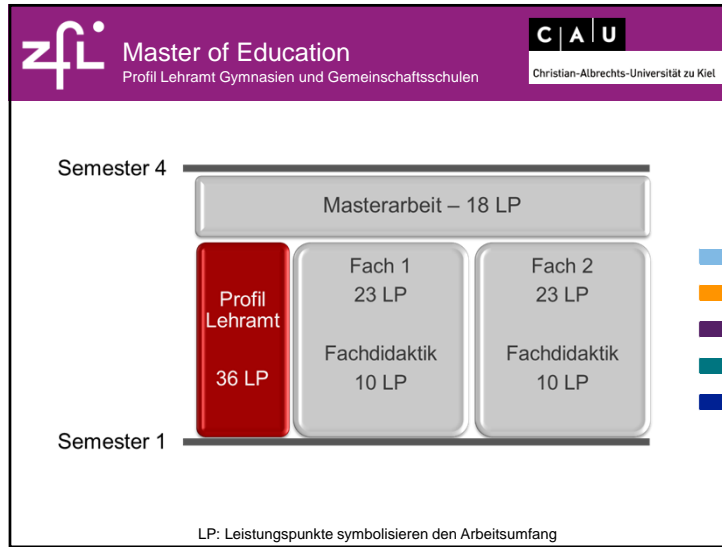 zfl
Master of Education
Profil Lehramt Gymnasien und Gemeinschaftsschulen
C|A|U
Christian-Albrechts-Universität zu Kiel
Semester 4
Masterarbeit – 18 LP
Profil
Lehramt
36 LP
Fach 1
23 LP
Fachdidaktik
10 LP
Fach 2
23 LP
Fachdidaktik
10 LP
Semester 1
LP: Leistungspunkte symbolisieren den Arbeitsumfang